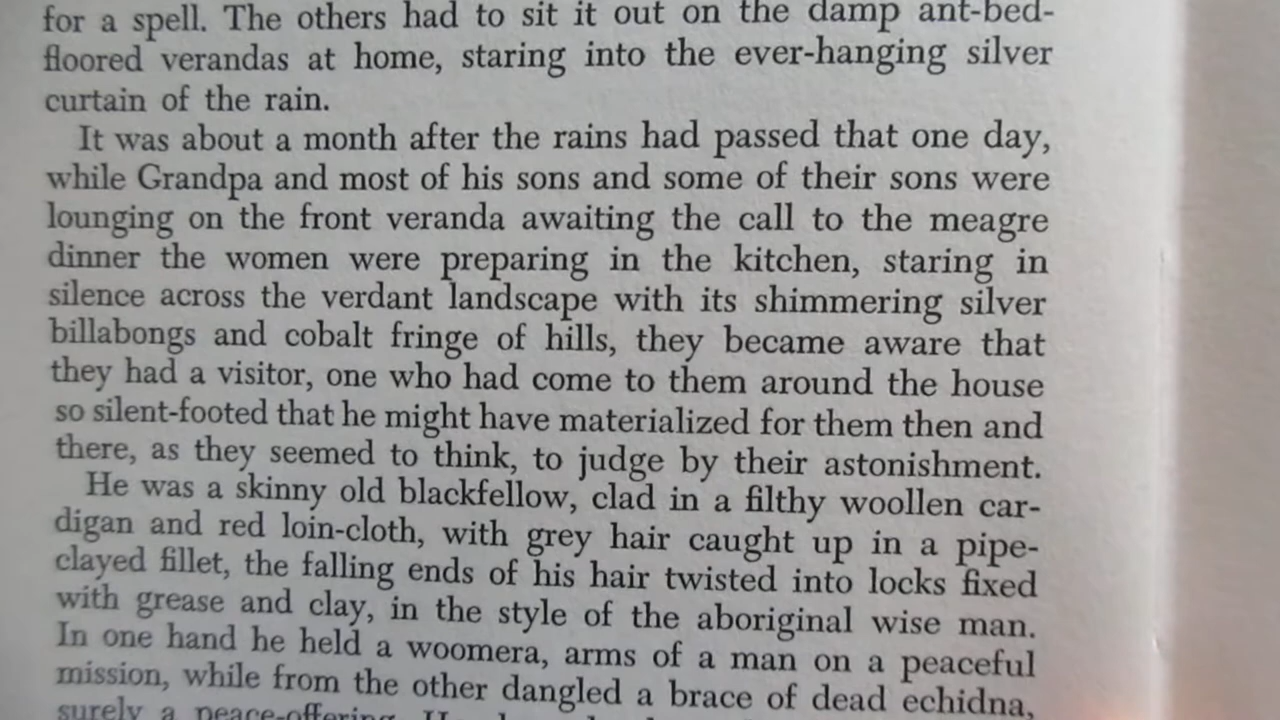 for a spell. The others had to sit it out on the damp ant-bed-
floored verandas at home, staring into the ever-hanging silver
curtain of the rain.
It was about a month after the rains had passed that one day,
while Grandpa and most of his sons and some of their sons were
lounging on the front veranda awaiting the call to the meagre
dinner the women were preparing in the kitchen, staring in
silence across the verdant landscape with its shimmering silver
billabongs and cobalt fringe of hills, they became aware that
they had a visitor, one who had come to them around the house
so silent-footed that he might have materialized for them then and
there, as they seemed to think, to judge by their astonishment.
He was a skinny old blackfellow, clad in a filthy woollen car-
digan and red loin-cloth, with grey hair caught up in a pipe-
clayed fillet, the falling ends of his hair twisted into locks fixed
with grease and clay, in the style of the aboriginal wise man.
In one hand he held a woomera, arms of a man on a peaceful
mission, while from the other dangled a brace of dead echidna,
surely a peace-offering.